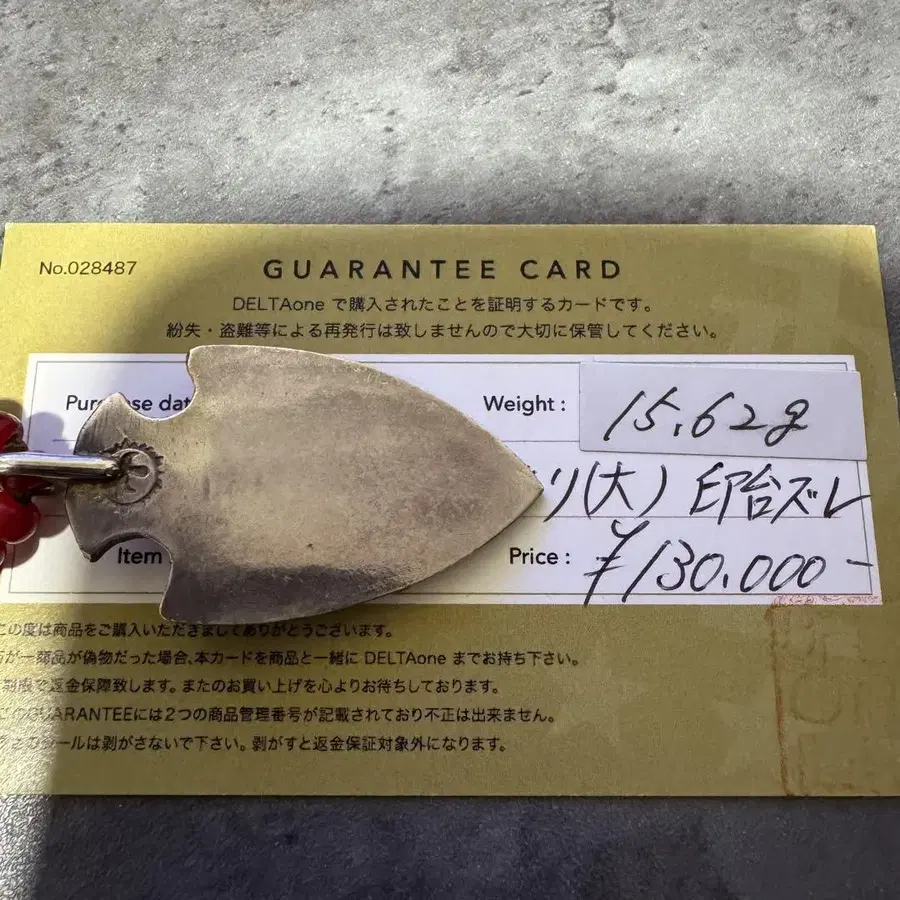 No.028487
GUARANTEE CARD
DELTAone で購入されたことを証明するカードです。
紛失・盗難等による再発行は致しませんので大切に保管してください。
Purchase dat
Weight : 15.62g
リ(大) 印台ズレ
Item
Price : ¥130.000-
この度は商品をご購入いただきましてありがとうございます。
が一商品が偽物だった場合、本カードを商品と一緒に DELTAone までお持ち下さい。
で返金保障致します。またのお買い上げを心よりお待ちしております。
このGUARANTEEには2つの商品管理番号が記載されており不正は出来ません。
シールは剥がさないで下さい。剥がすと返金保証対象外になります。